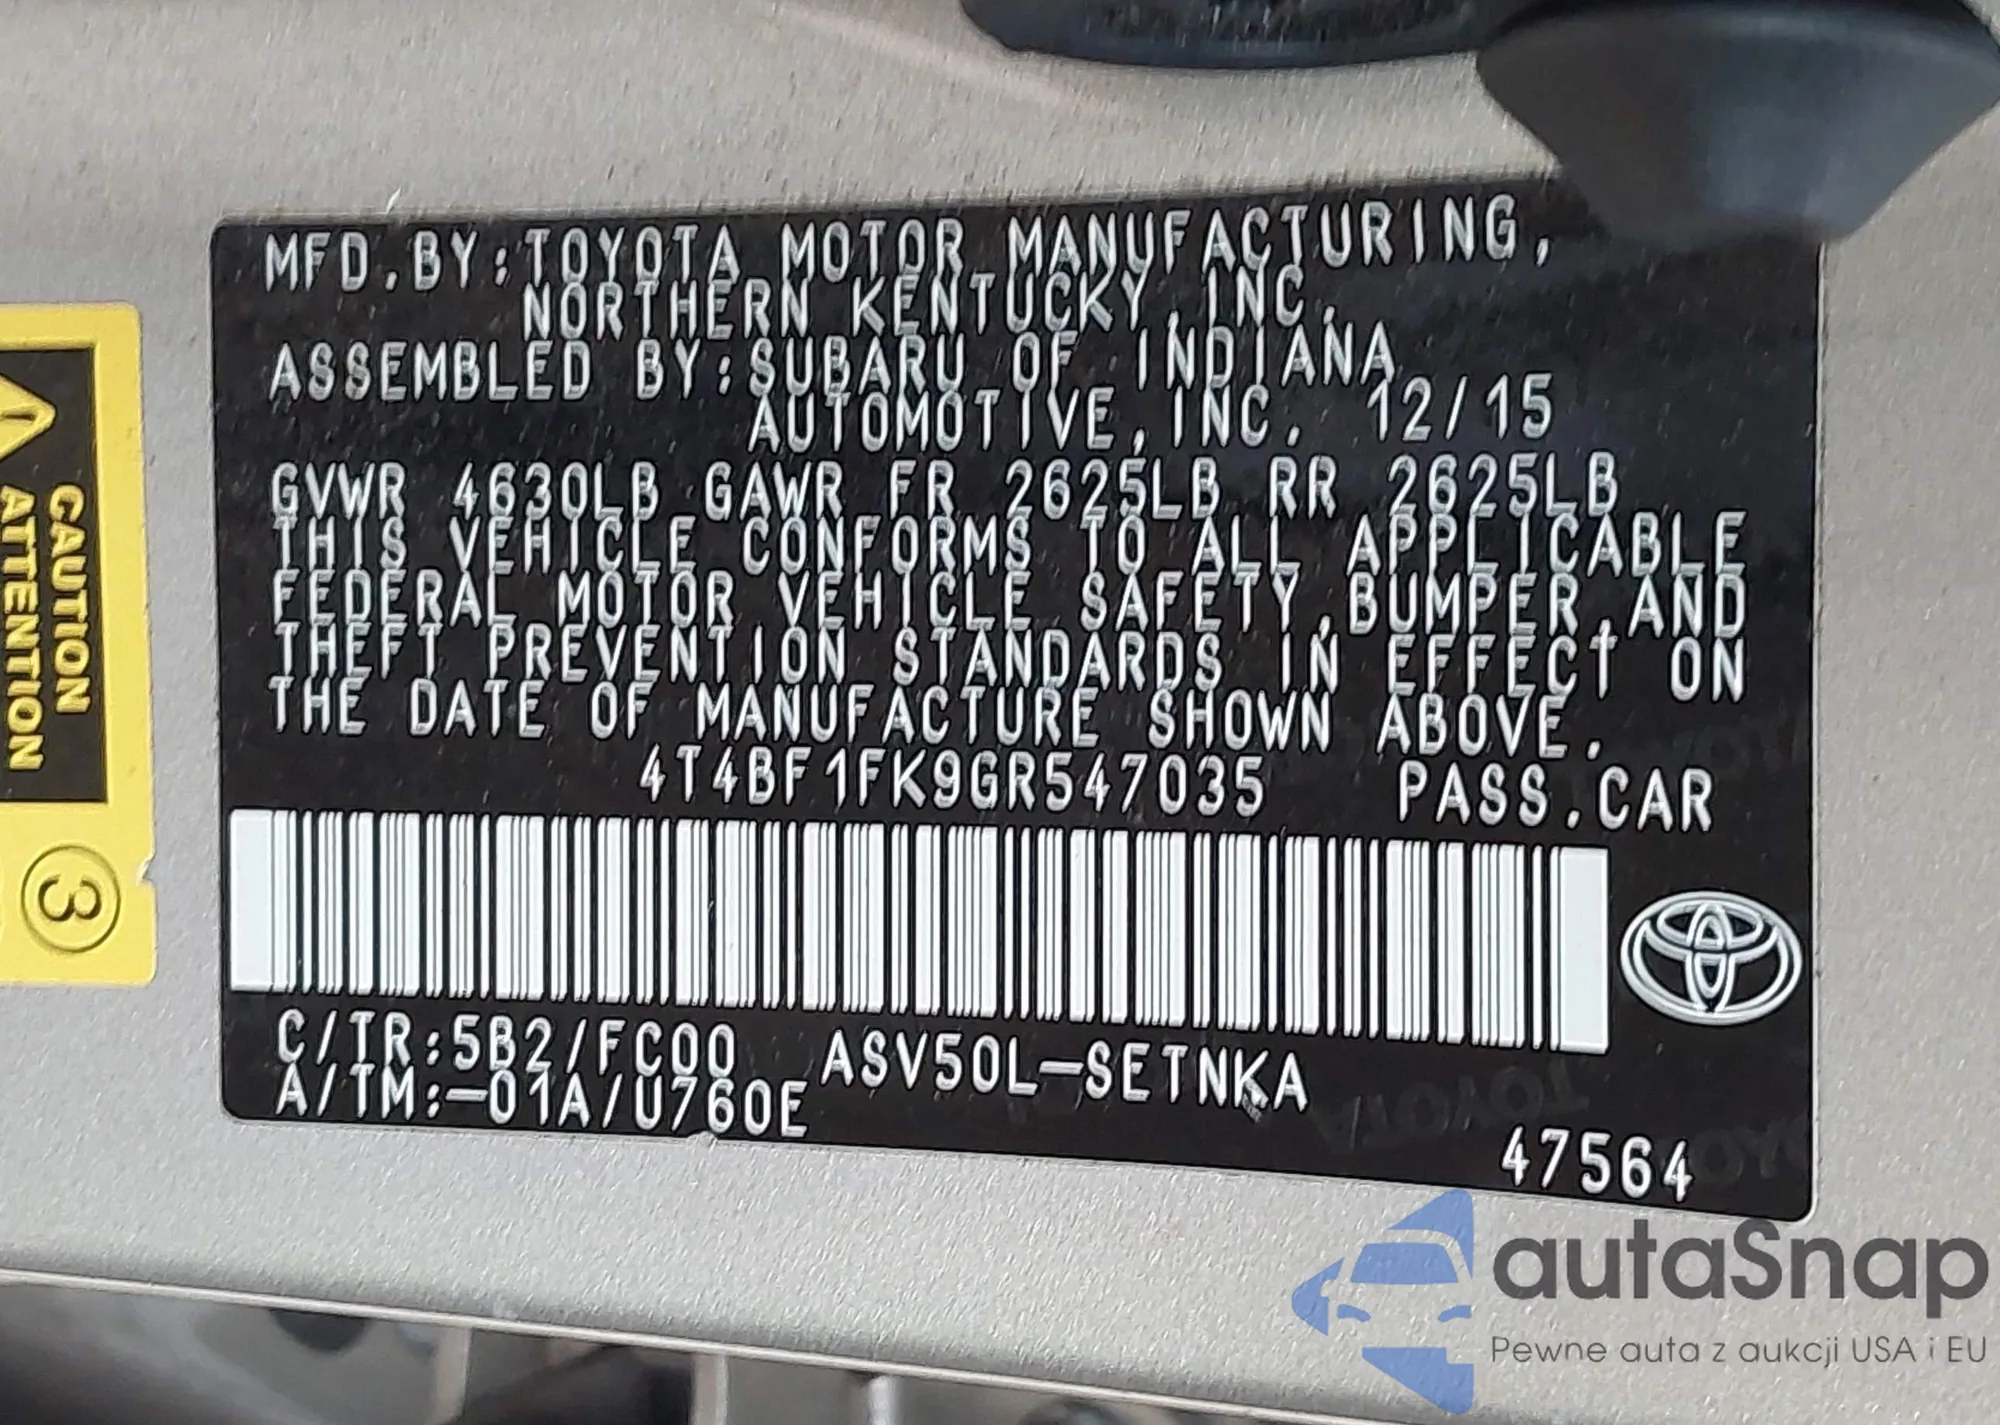 MFD.BY:TOYOTA MOTOR MANUFACTURING,
NORTHERN KENTUCKY,INC.
ASSEMBLED BY:SUBARU OF INDIANA
AUTOMOTIVE,INC. 12/15
GVWR 4630LB GAWR FR 2625LB RR 2625LB
THIS VEHICLE CONFORMS TO ALL APPLICABLE
FEDERAL MOTOR VEHICLE SAFETY,BUMPER,AND
THEFT PREVENTION STANDARDS IN EFFECT ON
THE DATE OF MANUFACTURE SHOWN ABOVE.
4T4BF1FK9GR547035 PASS.CAR
C/TR:5B2/FC00 ASV50L-SETNKA
A/TM:-01A/U760E
47564
CAUTION
ATTENTION
3
autaSnap
Pewne auta z aukcji USA i EU